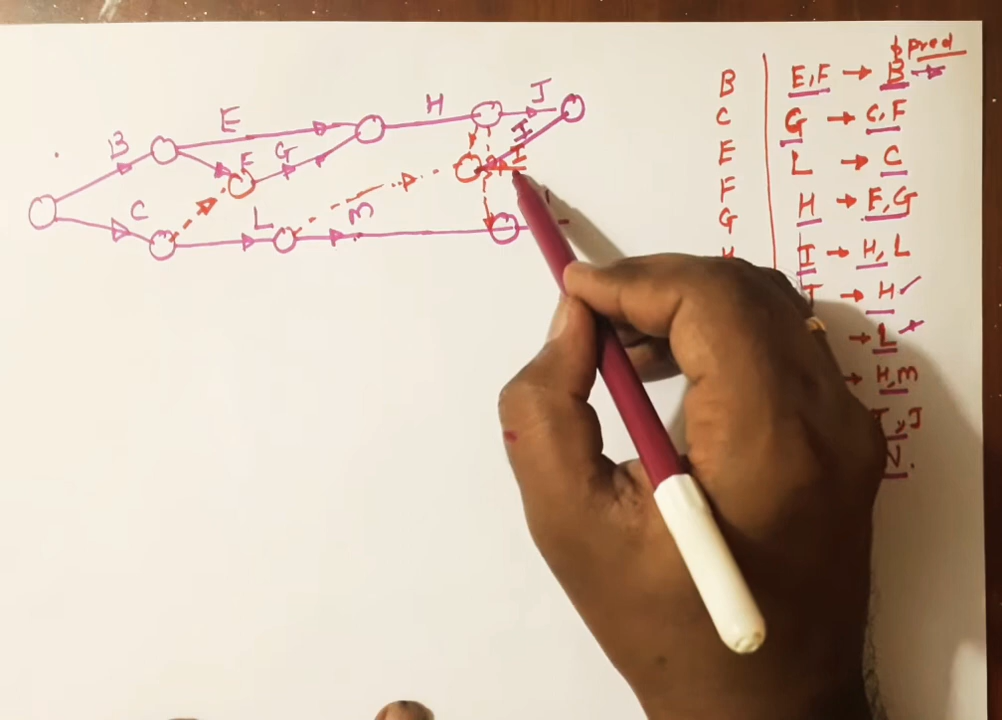 pred
B E,F → B
C G → C,F
E L → C
F H → E,G
G I → H,L
→ H ✓
→ L
→ H,M
J
N
B
E
F
G
H
J
I
I
C
L
M